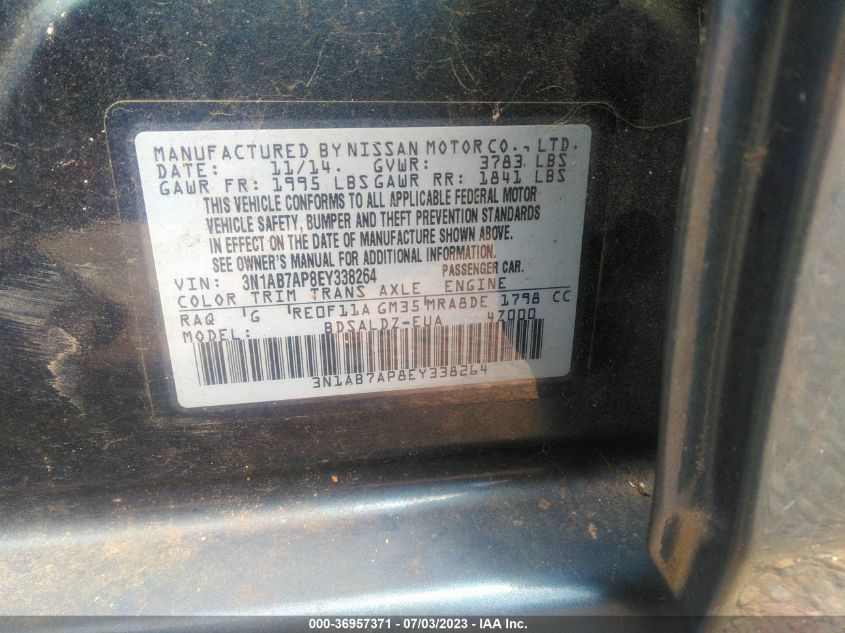 MANUFACTURED BY NISSAN MOTOR CO., LTD.
DATE: 11/14. GVWR: 3783 LBS
GAWR FR: 1995 LBS GAWR RR: 1841 LBS
THIS VEHICLE CONFORMS TO ALL APPLICABLE FEDERAL MOTOR
VEHICLE SAFETY, BUMPER AND THEFT PREVENTION STANDARDS
IN EFFECT ON THE DATE OF MANUFACTURE SHOWN ABOVE.
SEE OWNER'S MANUAL FOR ADDITIONAL INFORMATION.
VIN: 3N1AB7AP8EY338264 PASSENGER CAR.
COLOR TRIM TRANS AXLE ENGINE
RAQ G RE0F11A GM35 MRA8DE 1798 CC
MODEL: BDSALDZ-EUA 4Z000
3N1AB7AP8EY338264
000-36957371 - 07/03/2023 - IAA Inc.